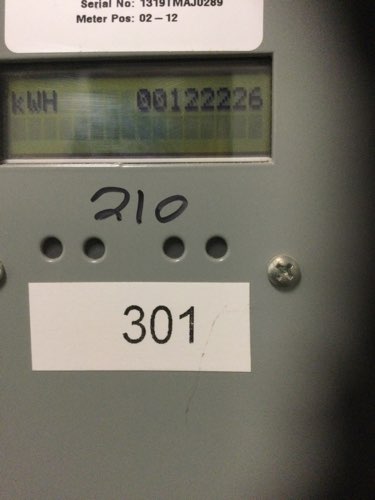 Serial No: 1319TMAJ0289
Meter Pos: 02-12
kWH 00122226
210
301